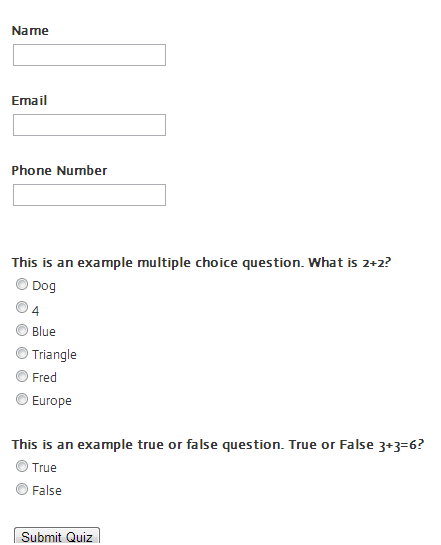 Name
Email
Phone Number
This is an example multiple choice question. What is 2+2?
Dog
4
Blue
Triangle
Fred
Europe
This is an example true or false question. True or False 3+3=6?
True
False
Submit Quiz